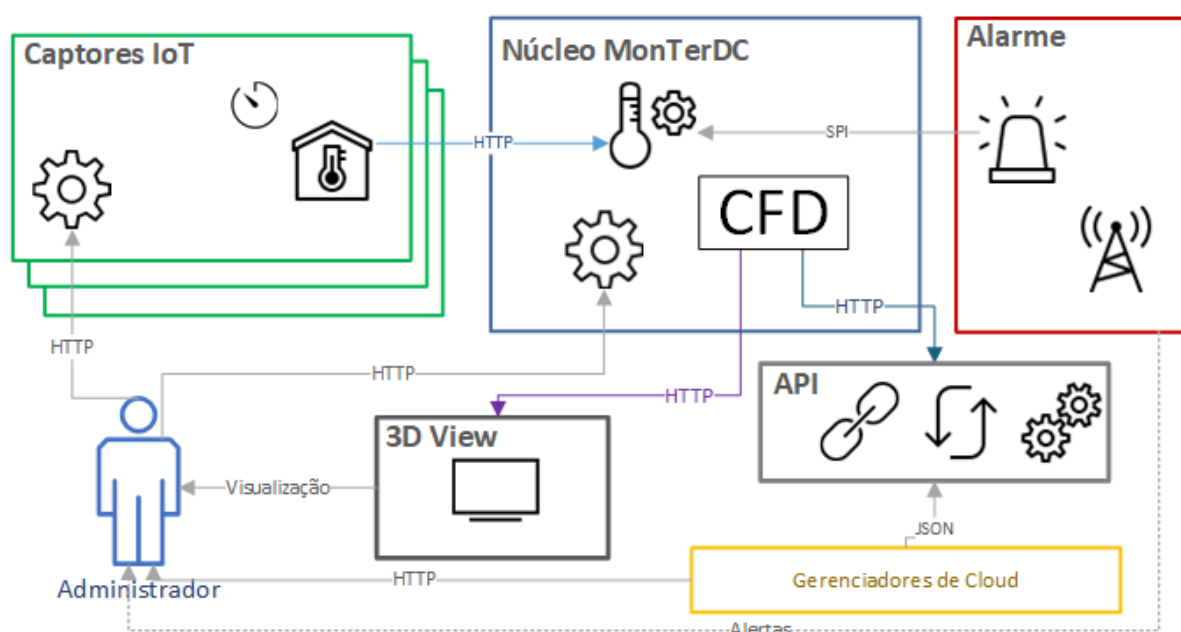 Captores IoT
Núcleo MonTerDC
Alarme
HTTP
SPI
CFD
HTTP
HTTP
HTTP
HTTP
API
3D View
Visualização
JSON
HTTP
Gerenciadores de Cloud
Administrador
Alertas